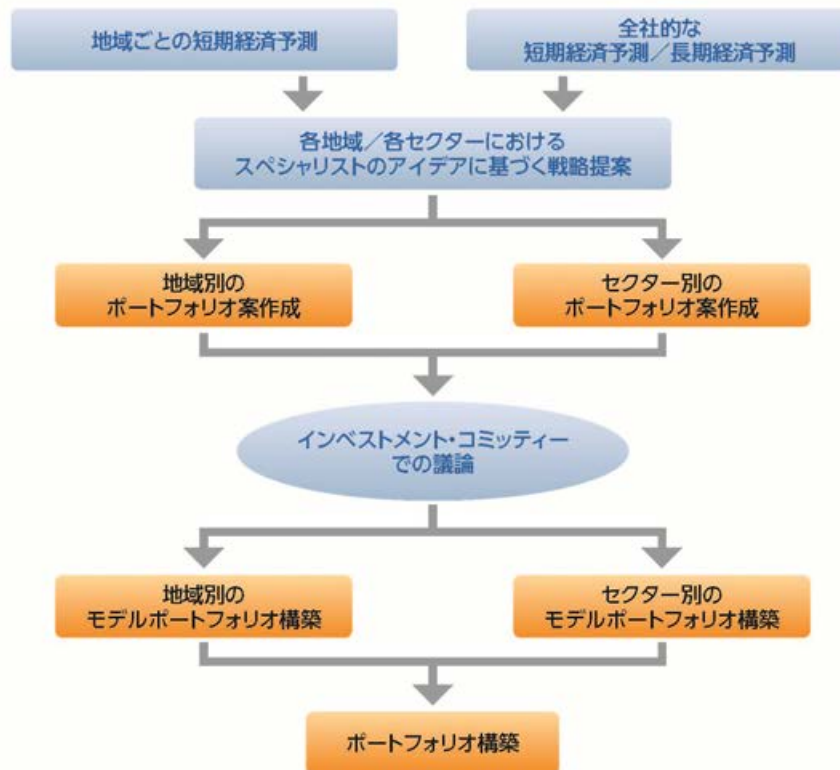 地域ごとの短期経済予測
全社的な
短期経済予測／長期経済予測
各地域／各セクターにおける
スペシャリストのアイデアに基づく戦略提案
地域別の
ポートフォリオ案作成
セクター別の
ポートフォリオ案作成
インベストメント・コミッティー
での議論
地域別の
モデルポートフォリオ構築
セクター別の
モデルポートフォリオ構築
ポートフォリオ構築